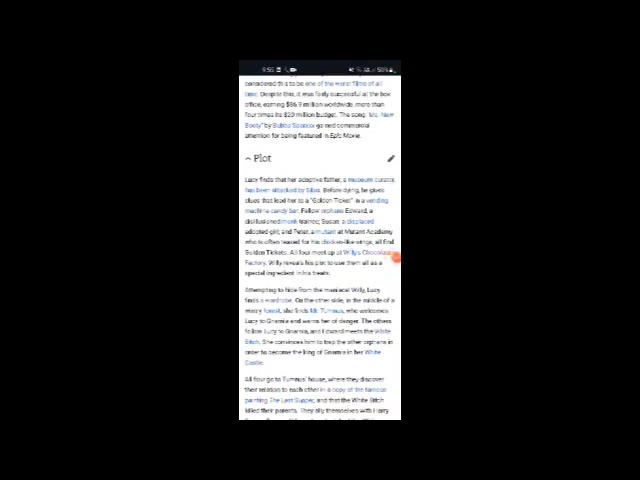 9:55 58%
considered this to be one of the worst films of all
time. Despite this, it was fairly successful at the box
office, earning $86.9 million worldwide, more than
four times its $20 million budget. The song "Ms. New
Booty" by Bubba Sparxxx gained commercial
attention for being featured in Epic Movie.
Plot
Lucy finds that her adoptive father, a museum curator,
has been attacked by Silas. Before dying, he gives
clues that lead her to a "Golden Ticket" in a vending
machine candy bar. Fellow orphans Edward, a
disillusioned monk trainee; Susan, a displaced
adopted girl; and Peter, a mutant at Mutant Academy
who is often teased for his chicken-like wings; all find
Golden Tickets. All four meet up at Willy's Chocolate
Factory. Willy reveals his plot to use them all as a
special ingredient in his treats.
Attempting to hide from the maniacal Willy, Lucy
finds a wardrobe. On the other side, in the middle of a
wintry forest, she finds Mr. Tumnus, who welcomes
Lucy to Gnarnia and warns her of danger. The others
follow Lucy to Gnarnia, and Edward meets the White
Bitch. She convinces him to trap the other orphans in
order to become the king of Gnarnia in her White
Castle.
All four go to Tumnus' house, where they discover
their relation to each other in a copy of the famous
painting The Last Supper, and that the White Bitch
killed their parents. They ally themselves with Harry